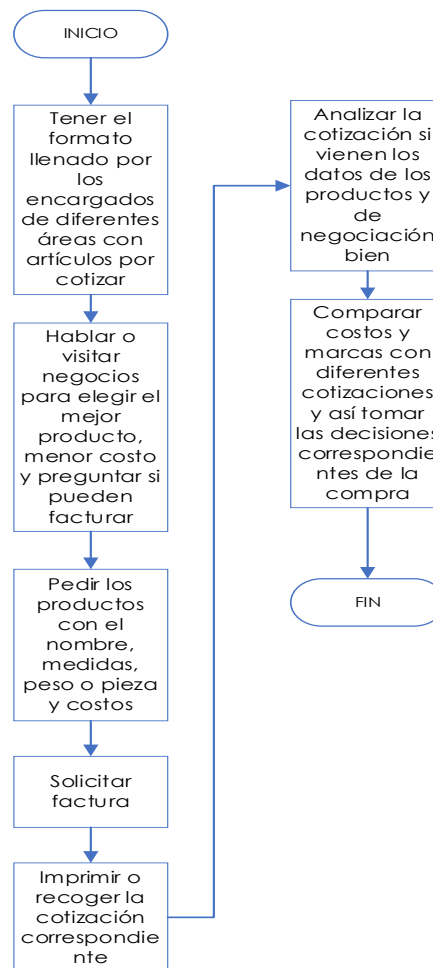 INICIO
Tener el
formato
llenado por
los
encargados
de diferentes
áreas con
artículos por
cotizar
Hablar o
visitar
negocios
para elegir el
mejor
producto,
menor costo
y preguntar si
pueden
facturar
Pedir los
productos
con el
nombre,
medidas,
peso o pieza
y costos
Solicitar
factura
Imprimir o
recoger la
cotización
correspondie
nte
Analizar la
cotización si
vienen los
datos de los
productos y
de
negociación
bien
Comparar
costos y
marcas con
diferentes
cotizaciones
y así tomar
las decisiones
correspondie
ntes de la
compra
FIN